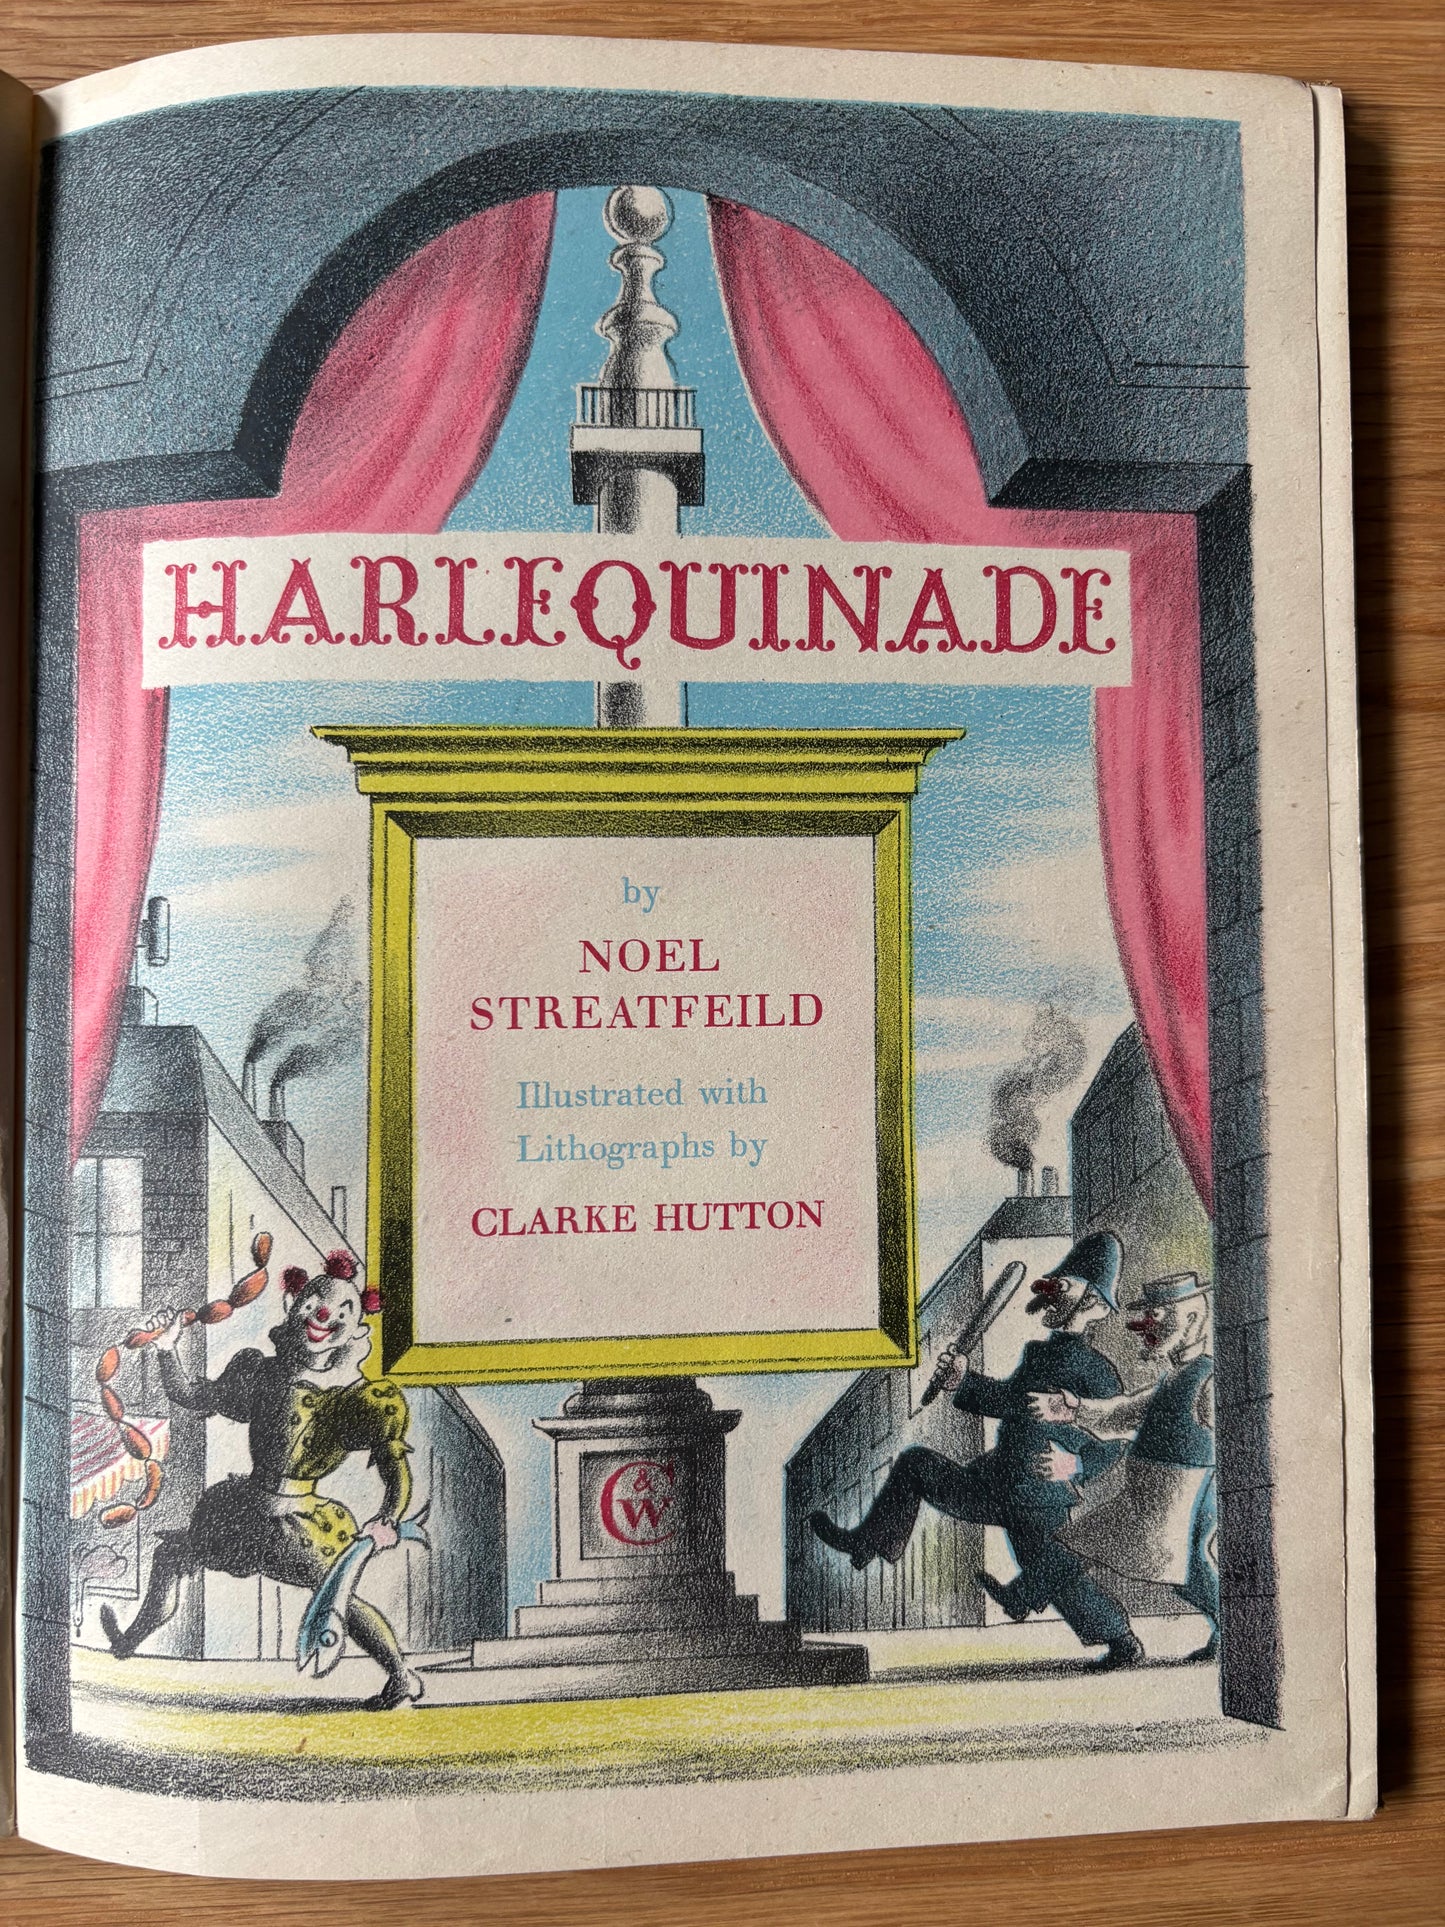 HARLEQUINADE
by
NOEL
STREATFEILD
Illustrated with
Lithographs by
CLARKE HUTTON
C & W